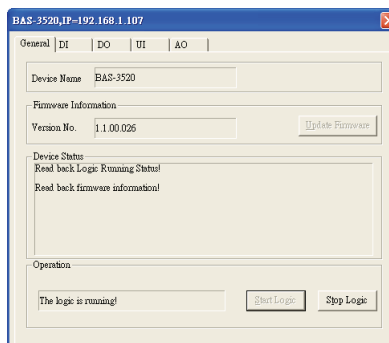 BAS-3520,IP=192.168.1.107
General DI DO UI AO
Device Name BAS-3520
Firmware Information
Version No. 1.1.00.026 Update Firmware
Device Status
Read back Logic Running Status!
Read back firmware information!
Operation
The logic is running! Start Logic Stop Logic